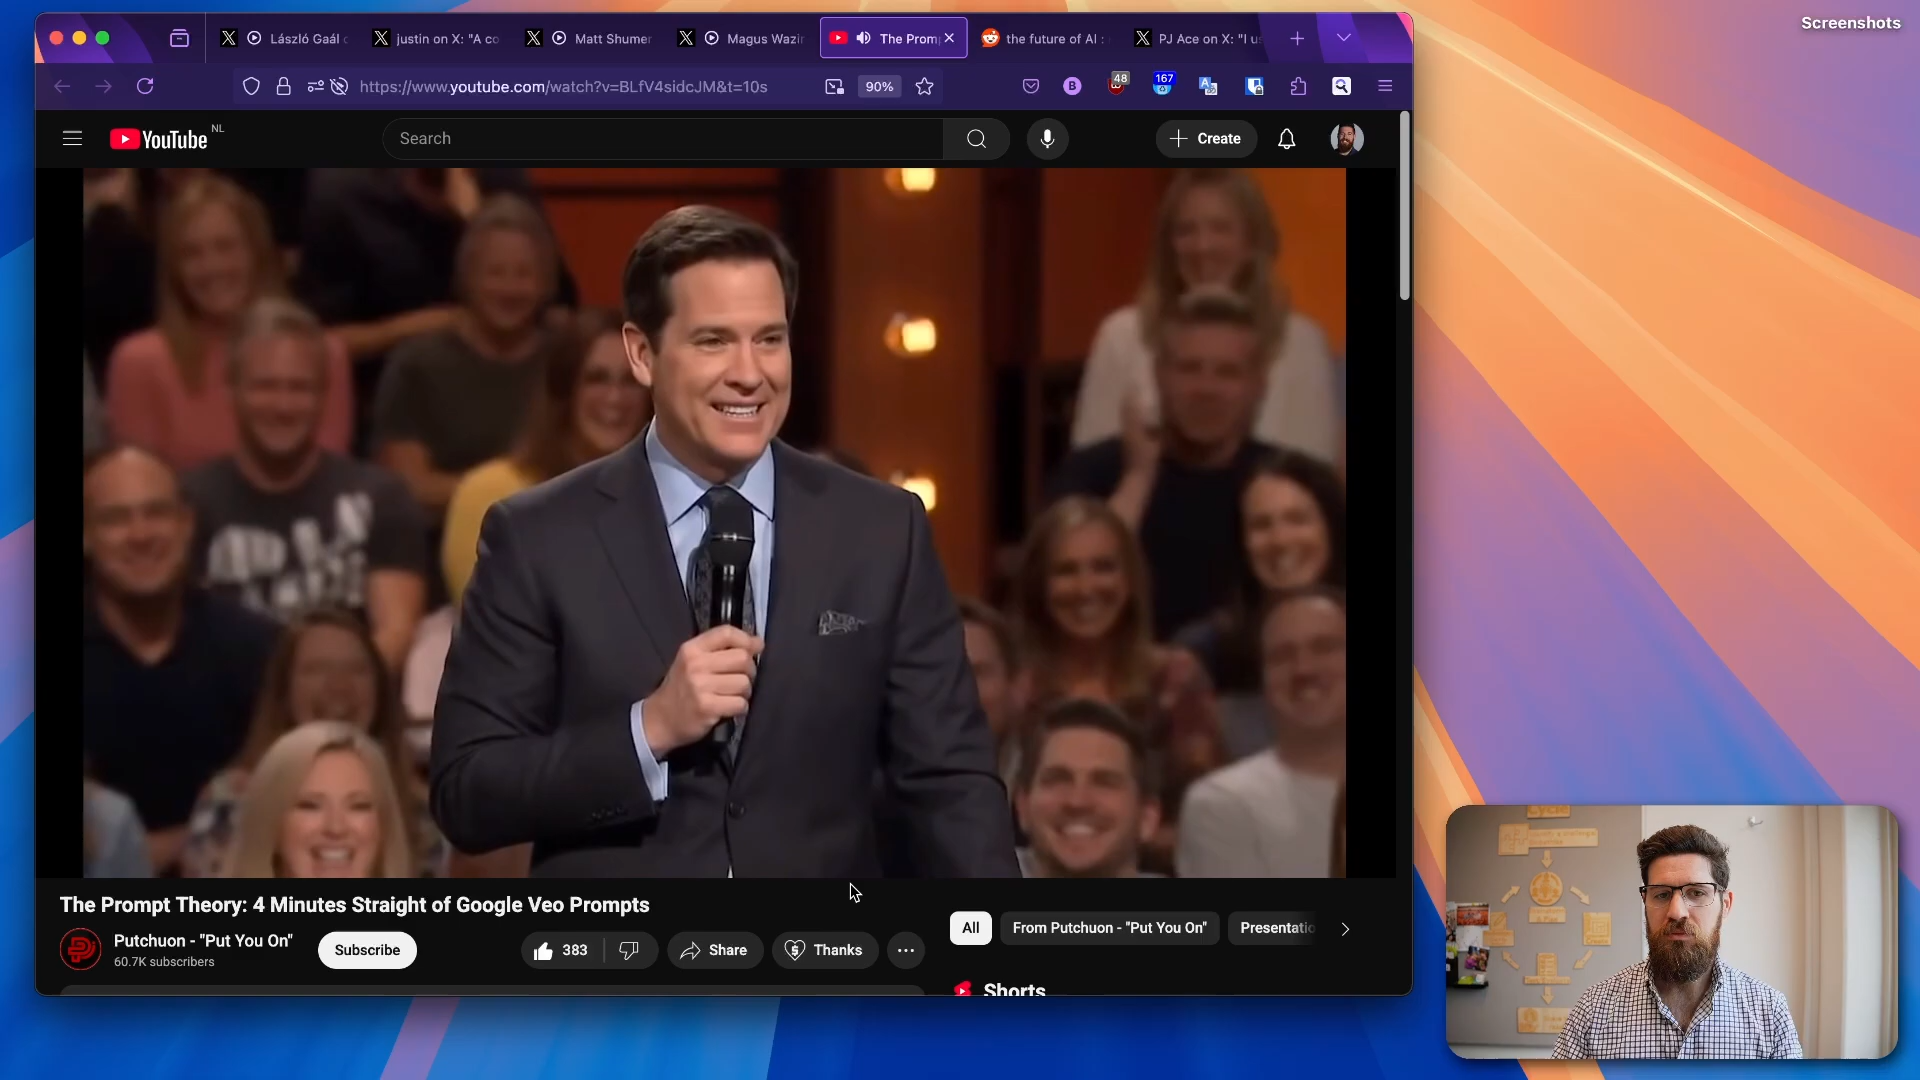 Screenshots
László Gaál
justin on X: "A co
Matt Shumer
Magus Wazir
The Prom
the future of AI :
PJ Ace on X: "I us
https://www.youtube.com/watch?v=BLfV4sidcJM&t=10s
90%
B
48
167
YouTube NL
Search
Create
The Prompt Theory: 4 Minutes Straight of Google Veo Prompts
Putchuon - "Put You On"
60.7K subscribers
Subscribe
383
Share
Thanks
All
From Putchuon - "Put You On"
Presentatio
Shorts